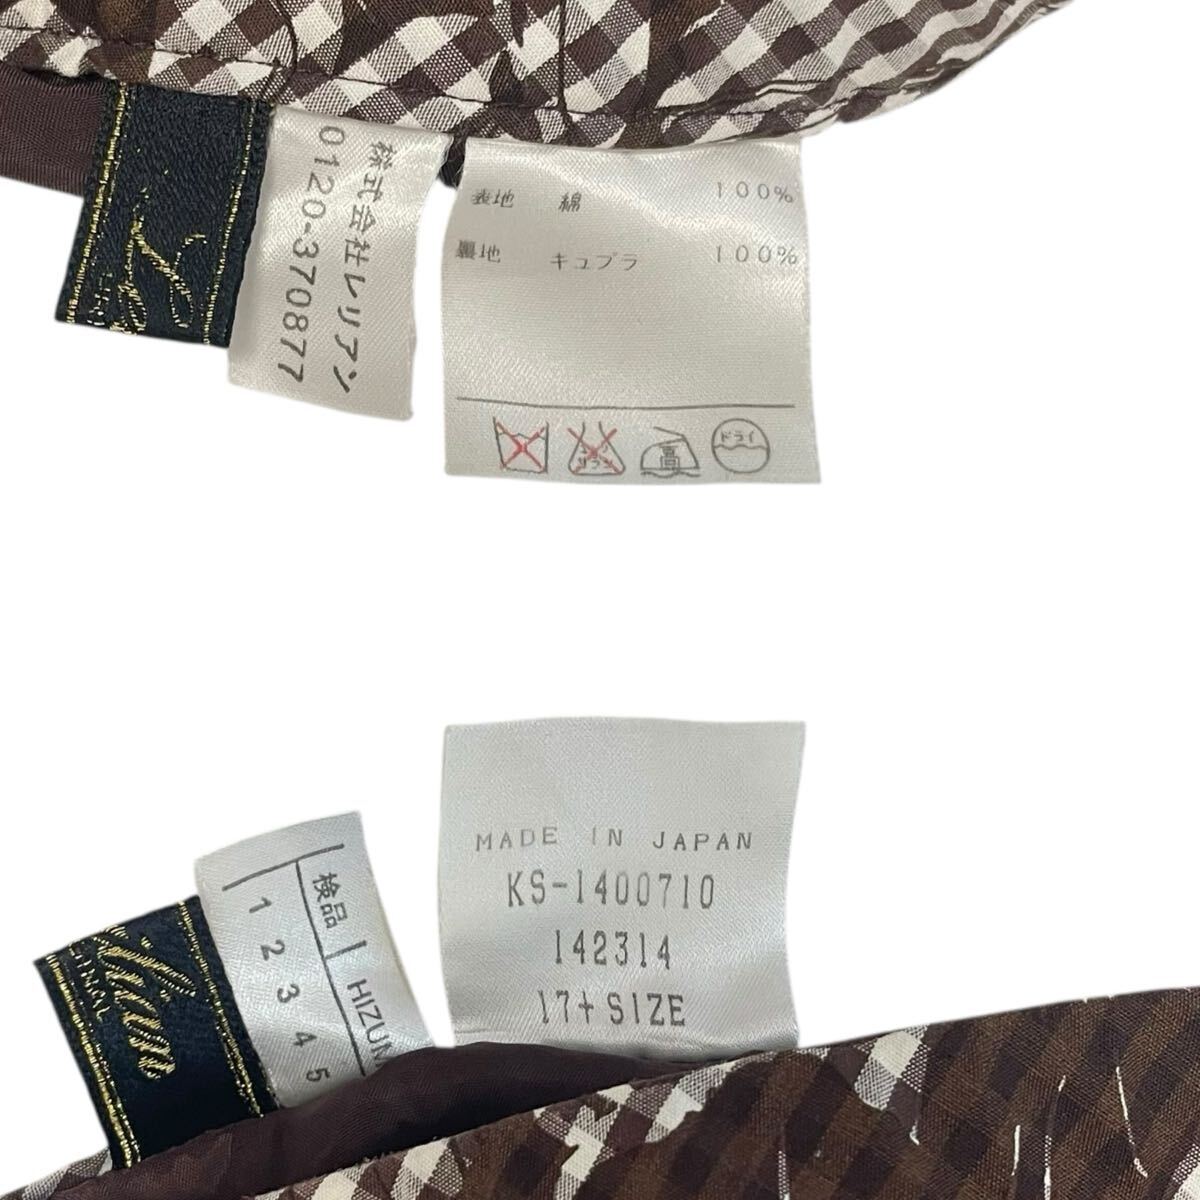 株式会社レリアン
0120-370877
表地 綿 100%
裏地 キュプラ 100%
高
ドライ
MADE IN JAPAN
KS-1400710
142314
17+ SIZE
検品
HIZUM
1 2 3 4 5